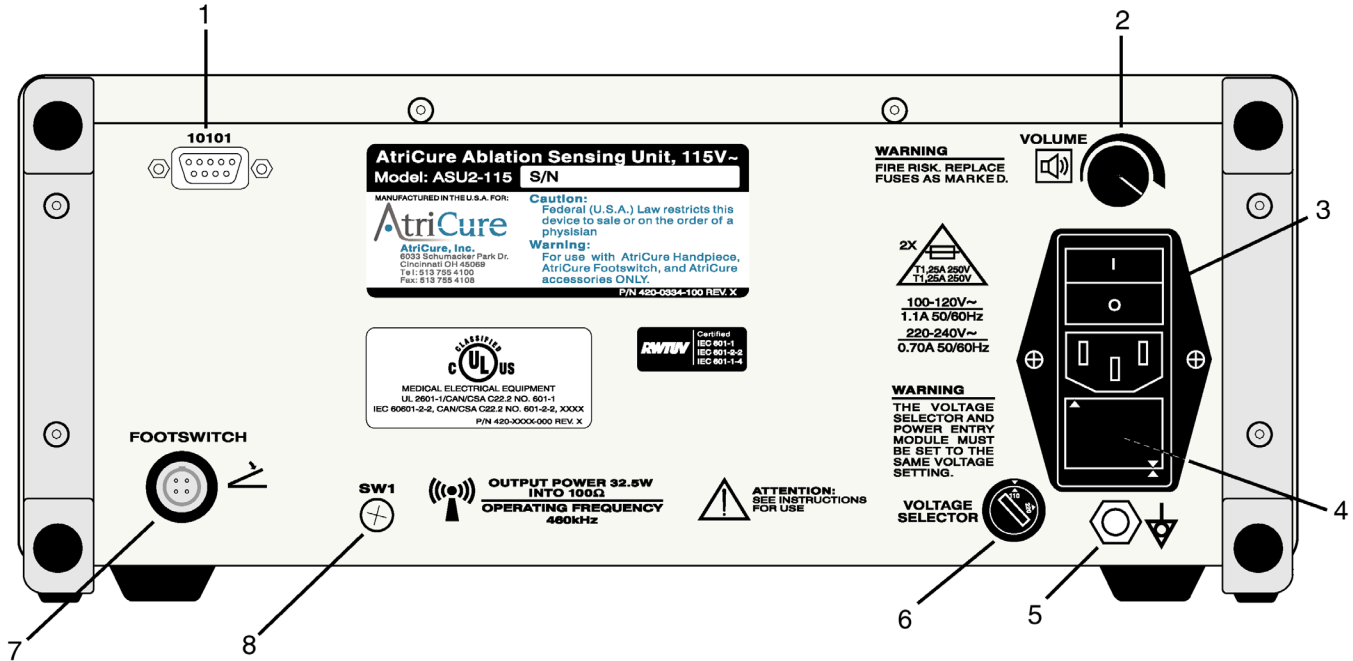 1
2
10101
VOLUME
AtriCure Ablation Sensing Unit, 115V~
Model: ASU2-115 S/N
MANUFACTURED IN THE U.S.A. FOR:
AtriCure
AtriCure, Inc.
6033 Schumacker Park Dr.
Cincinnati OH 45069
Tel: 513 755 4100
Fax: 513 755 4108
Caution:
Federal (U.S.A.) Law restricts this
device to sale or on the order of a
physisian
Warning:
For use with AtriCure Handpiece,
AtriCure Footswitch, and AtriCure
accessories ONLY.
P/N 420-0334-100 REV. X
WARNING
FIRE RISK. REPLACE
FUSES AS MARKED.
3
2X
T1,25A 250V
T1,25A 250V
100-120V~
1.1A 50/60Hz
220-240V~
0.70A 50/60Hz
I
O
CLASSIFIED
C UL US
MEDICAL ELECTRICAL EQUIPMENT
UL 2601-1/CAN/CSA C22.2 NO. 601-1
IEC 60601-2-2, CAN/CSA C22.2 NO. 601-2-2, XXXX
P/N 420-XXXX-000 REV. X
RWTUV
Certified
IEC 601-1
IEC 601-2-2
IEC 601-1-4
WARNING
THE VOLTAGE
SELECTOR AND
POWER ENTRY
MODULE MUST
BE SET TO THE
SAME VOLTAGE
SETTING.
FOOTSWITCH
SW1
OUTPUT POWER 32.5W
INTO 100Ω
OPERATING FREQUENCY
460kHz
ATTENTION:
SEE INSTRUCTIONS
FOR USE
VOLTAGE
SELECTOR
110
220
4
5
6
7
8